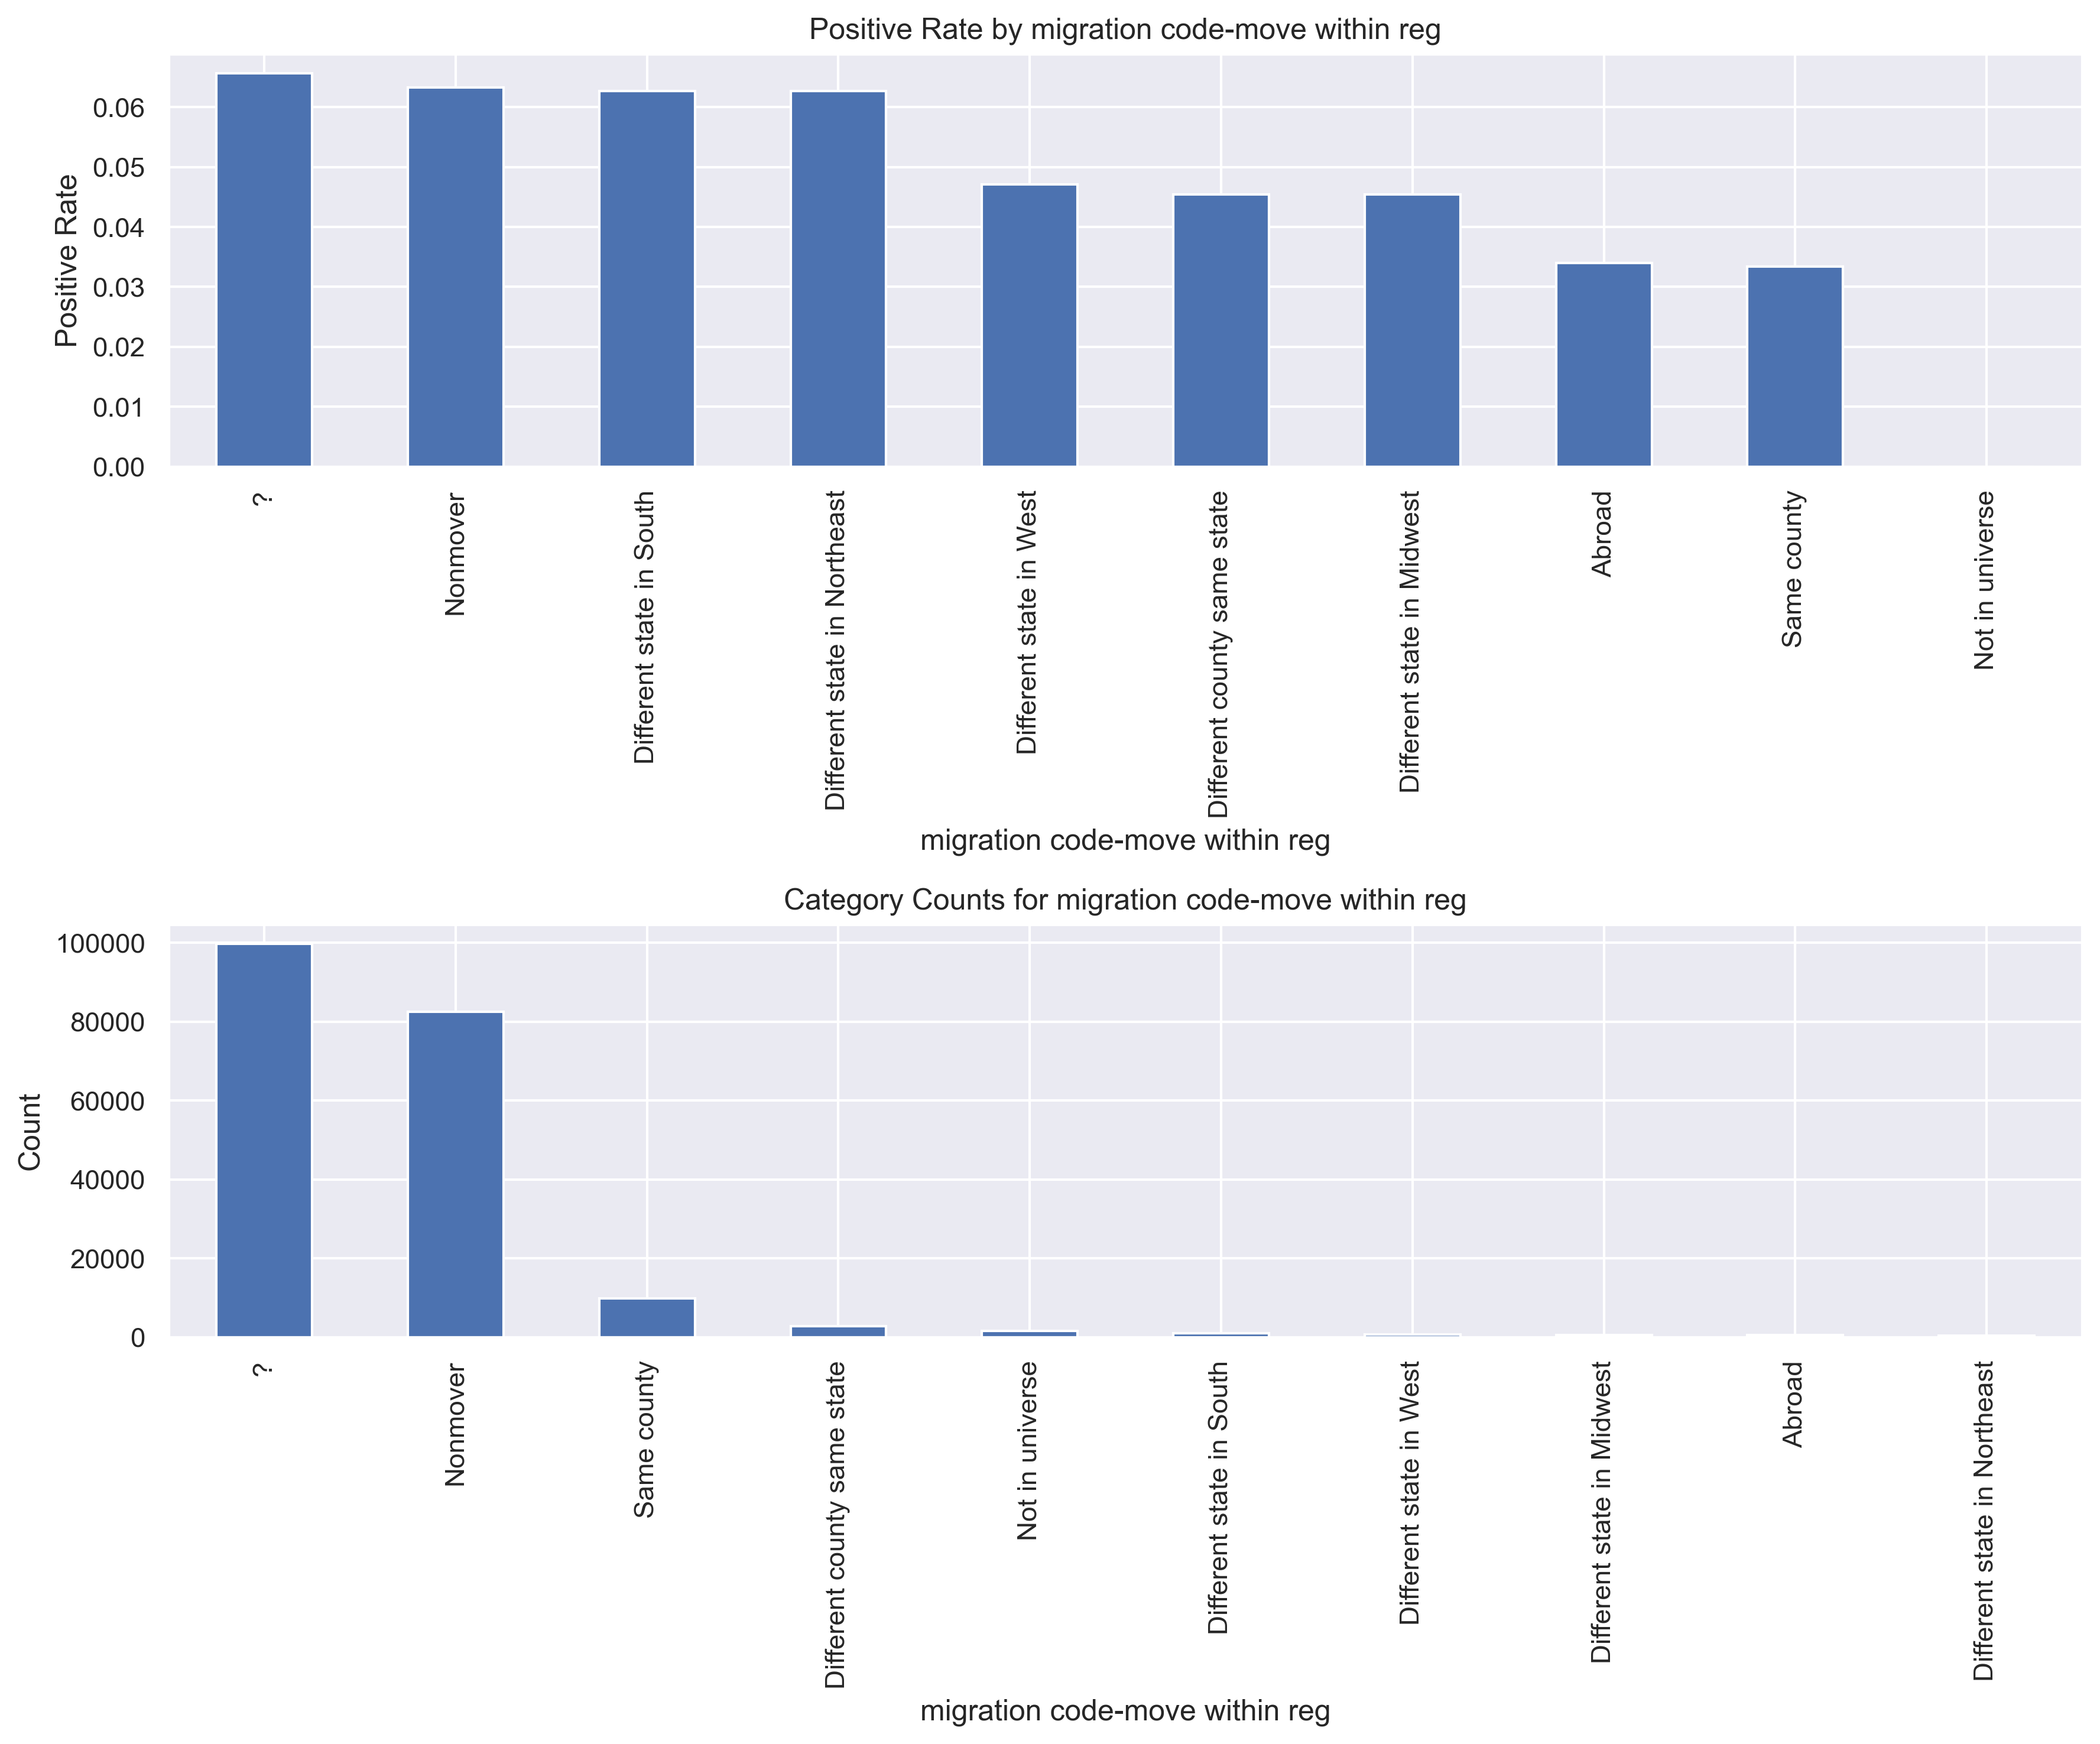 Positive Rate by migration code-move within reg
Positive Rate
0.06
0.05
0.04
0.03
0.02
0.01
0.00
?
Nonmover
Different state in South
Different state in Northeast
Different state in West
Different county same state
Different state in Midwest
Abroad
Same county
Not in universe
migration code-move within reg
Category Counts for migration code-move within reg
Count
100000
80000
60000
40000
20000
0
?
Nonmover
Same county
Different county same state
Not in universe
Different state in South
Different state in West
Different state in Midwest
Abroad
Different state in Northeast
migration code-move within reg